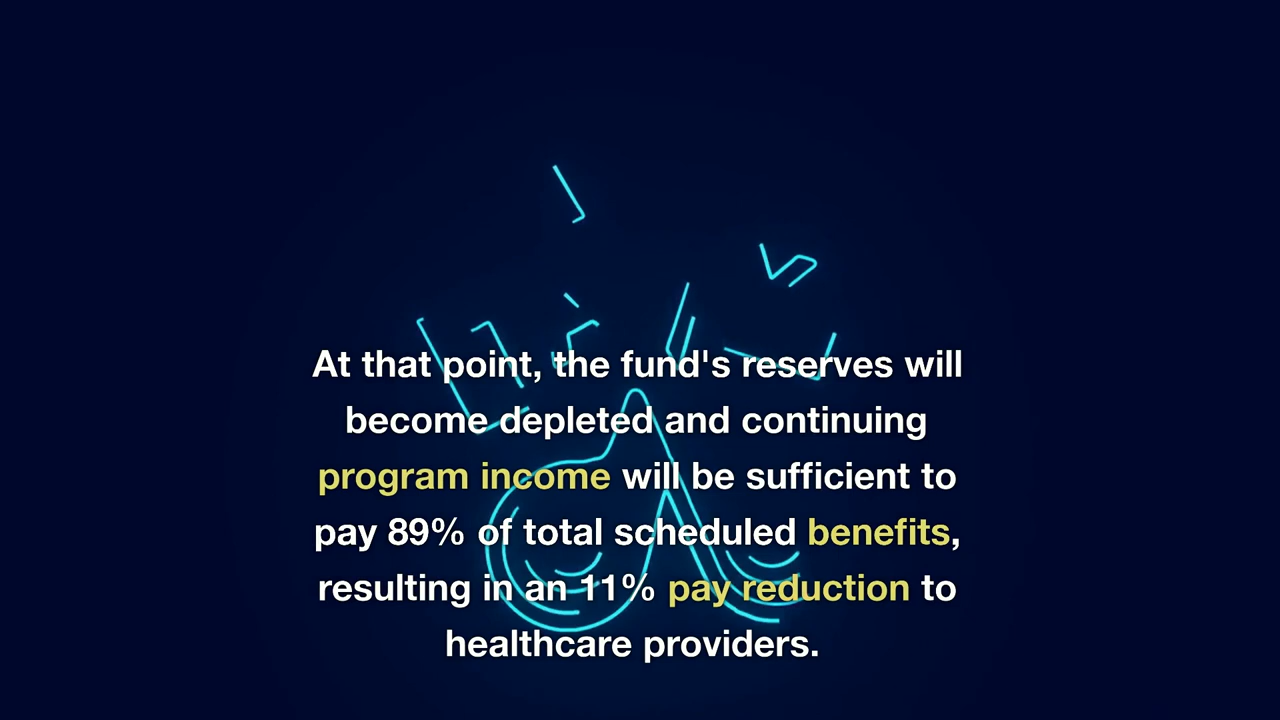 At that point, the fund's reserves will
become depleted and continuing
program income will be sufficient to
pay 89% of total scheduled benefits,
resulting in an 11% pay reduction to
healthcare providers.